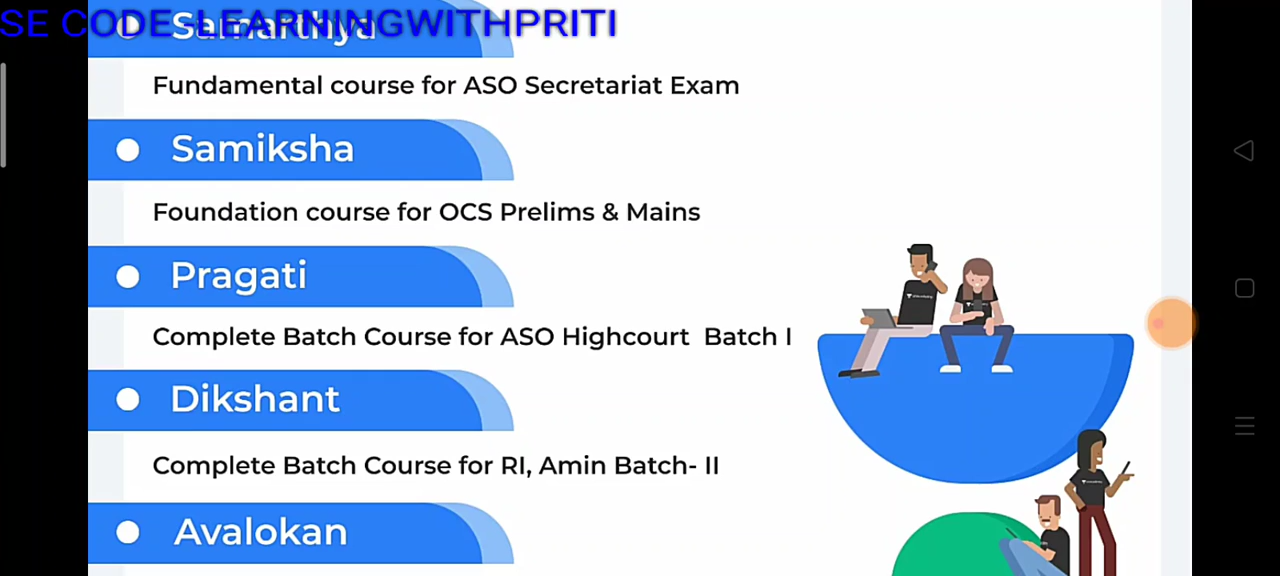 SE CODE-LEARNINGWITHPRITI
Samarthya
Fundamental course for ASO Secretariat Exam
Samiksha
Foundation course for OCS Prelims & Mains
Pragati
Complete Batch Course for ASO Highcourt Batch I
Dikshant
Complete Batch Course for RI, Amin Batch- II
Avalokan